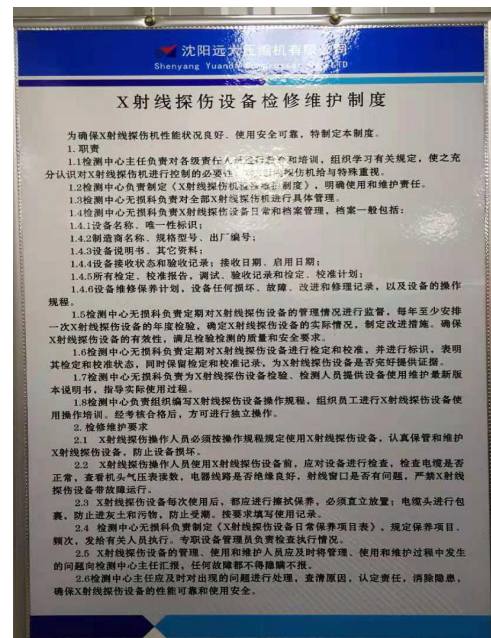 沈阳远大压缩机有限公司
Shenyang Yuanda Compressor LTD
X射线探伤设备检修维护制度
为确保X射线探伤机性能状况良好、使用安全可靠，特制定本制度。
1.职责
1.1检测中心主任负责对各级责任人员进行教育和培训，组织学习有关规定，使之充
分认识对X射线探伤机进行控制的必要性，探伤机给与特殊重视。
1.2检测中心负责制定《X射线探伤机检修维护制度》，明确使用和维护责任。
1.3检测中心无损科负责对全部X射线探伤机进行具体管理。
1.4检测中心无损科负责X射线探伤设备日常和档案管理，档案一般包括：
1.4.1设备名称、唯一性标识；
1.4.2制造商名称、规格型号、出厂编号；
1.4.3设备说明书、其它资料；
1.4.4设备接收状态和验收记录；接收日期、启用日期；
1.4.5所有检定、校准报告，调试、验收记录和检定、校准计划；
1.4.6设备维修保养计划，设备任何损坏、故障、改进和修理记录，以及设备的操作
规程。
1.5检测中心无损科负责定期对X射线探伤设备的管理情况进行监督，每年至少安排
一次X射线探伤设备的年度检验，确定X射线探伤设备的实际情况，制定改进措施。确保
X射线探伤设备的有效性，满足检验检测的质量和安全要求。
1.6检测中心无损科负责定期对X射线探伤设备进行检定和校准，并进行标识，表明
其检定和校准状态，同时保留检定和校准记录，为X射线探伤设备是否完好提供证据。
1.7检测中心无损科负责为X射线探伤设备检验、检测人员提供设备使用维护最新版
本说明书，指导实际使用过程。
1.8检测中心负责组织编写X射线探伤设备操作规程，组织员工进行X射线探伤设备使
用操作培训。经考核合格后，方可进行独立操作。
2.检修维护要求
2.1 X射线探伤操作人员必须按操作规程规定使用X射线探伤设备，认真保管和维护
X射线探伤设备，防止设备损坏。
2.2 X射线探伤操作人员使用X射线探伤设备前，应对设备进行检查，检查电缆是否
正常，查看机头气压表读数，电器线路是否绝缘良好，射线窗口是否有问题，严禁X射线
探伤设备带故障运行。
2.3 X射线探伤设备每次使用后，都应进行擦拭保养，必须直立放置；电缆头进行包
裹，防止进灰土和污物，防止受潮。按要求填写使用记录。
2.4 检测中心无损科负责制定《X射线探伤设备日常保养项目表》，规定保养项目、
频次，发给有关人员执行。专职设备管理员负责检查执行情况。
2.5 X射线探伤设备的管理、使用和维护人员应及时将管理、使用和维护过程中发生
的问题向检测中心主任汇报，任何故障都不得隐瞒不报。
2.6检测中心主任应及时对出现的问题进行处理，查清原因，认定责任，消除隐患，
确保X射线探伤设备的性能可靠和使用安全。